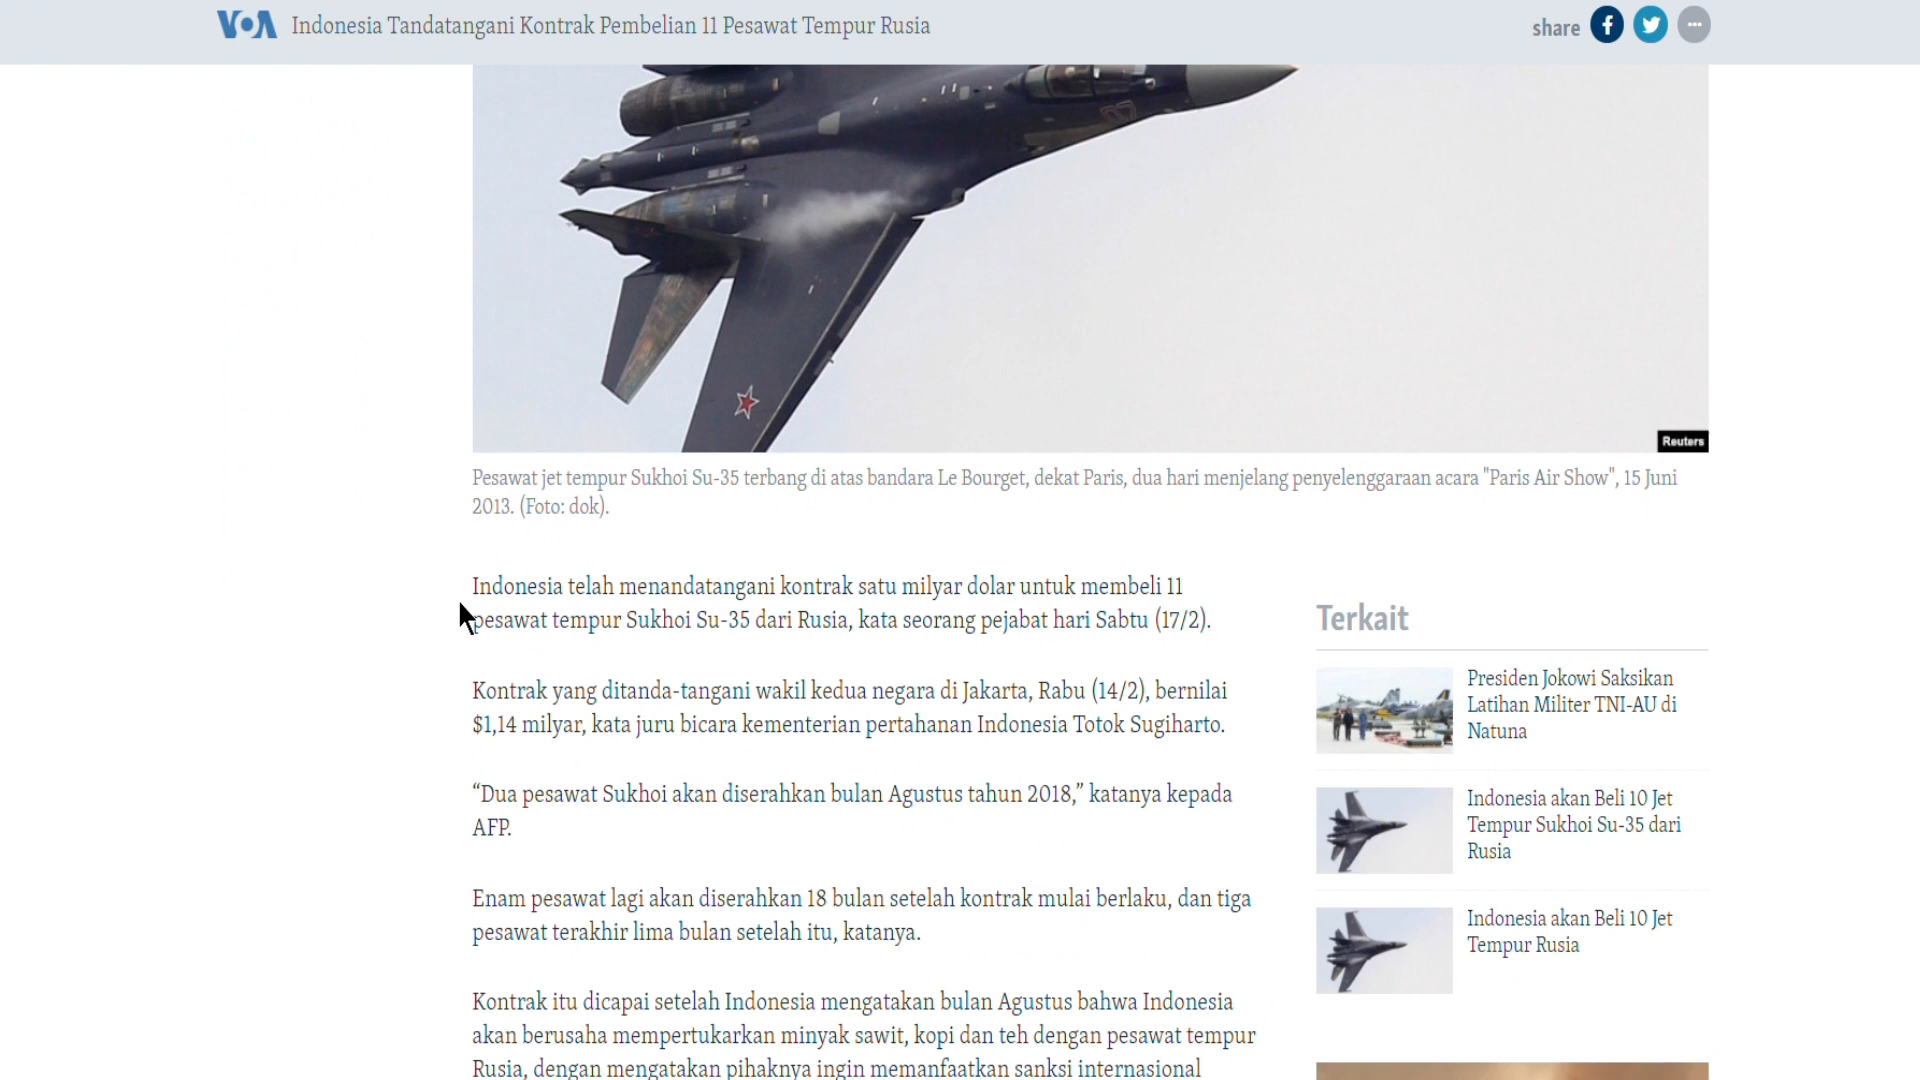 VOA Indonesia Tandatangani Kontrak Pembelian 11 Pesawat Tempur Rusia
share
Reuters
Pesawat jet tempur Sukhoi Su-35 terbang di atas bandara Le Bourget, dekat Paris, dua hari menjelang penyelenggaraan acara "Paris Air Show", 15 Juni
2013. (Foto: dok).
Indonesia telah menandatangani kontrak satu milyar dolar untuk membeli 11
pesawat tempur Sukhoi Su-35 dari Rusia, kata seorang pejabat hari Sabtu (17/2).
Kontrak yang ditanda-tangani wakil kedua negara di Jakarta, Rabu (14/2), bernilai
$1,14 milyar, kata juru bicara kementerian pertahanan Indonesia Totok Sugiharto.
“Dua pesawat Sukhoi akan diserahkan bulan Agustus tahun 2018,” katanya kepada
AFP.
Enam pesawat lagi akan diserahkan 18 bulan setelah kontrak mulai berlaku, dan tiga
pesawat terakhir lima bulan setelah itu, katanya.
Kontrak itu dicapai setelah Indonesia mengatakan bulan Agustus bahwa Indonesia
akan berusaha mempertukarkan minyak sawit, kopi dan teh dengan pesawat tempur
Rusia, dengan mengatakan pihaknya ingin memanfaatkan sanksi internasional
Terkait
Presiden Jokowi Saksikan
Latihan Militer TNI-AU di
Natuna
Indonesia akan Beli 10 Jet
Tempur Sukhoi Su-35 dari
Rusia
Indonesia akan Beli 10 Jet
Tempur Rusia